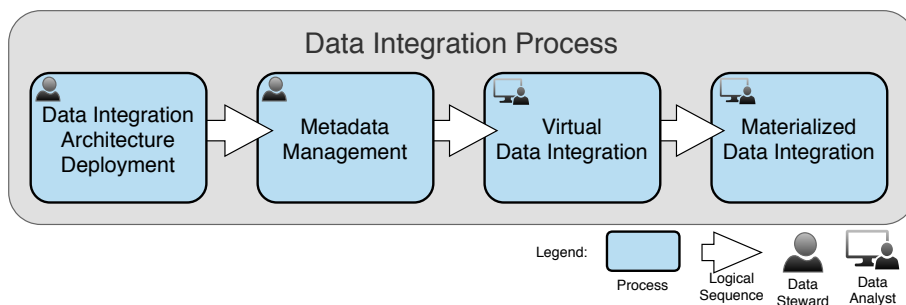 Data Integration Process
Data Integration
Architecture
Deployment
Metadata
Management
Virtual
Data Integration
Materialized
Data Integration
Legend:
Process
Logical
Sequence
Data
Steward
Data
Analyst